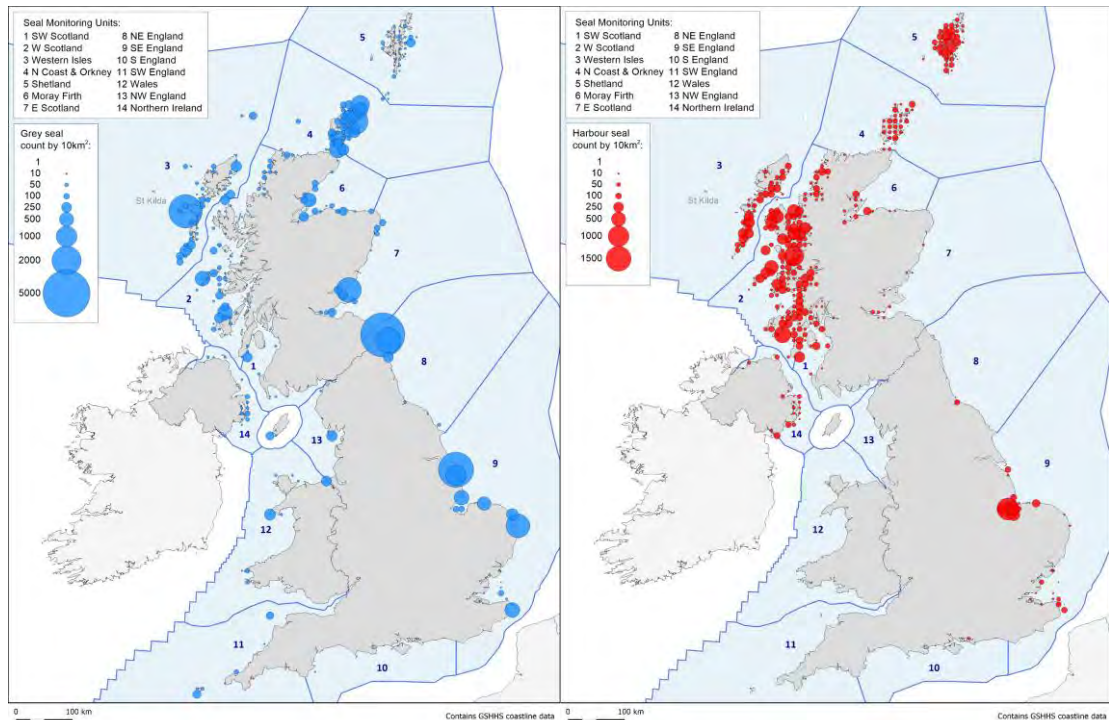 Seal Monitoring Units:
1 SW Scotland 8 NE England
2 W Scotland 9 SE England
3 Western Isles 10 S England
4 N Coast & Orkney 11 SW England
5 Shetland 12 Wales
6 Moray Firth 13 NW England
7 E Scotland 14 Northern Ireland
Grey seal
count by 10km²:
1
10
50
100
250
500
1000
2000
5000
5
4
3
St Kilda
6
7
2
8
1
14
13
9
12
11
10
0 100 km
Contains GSHHS coastline data
Seal Monitoring Units:
1 SW Scotland 8 NE England
2 W Scotland 9 SE England
3 Western Isles 10 S England
4 N Coast & Orkney 11 SW England
5 Shetland 12 Wales
6 Moray Firth 13 NW England
7 E Scotland 14 Northern Ireland
Harbour seal
count by 10km²:
1
10
50
100
250
500
1000
1500
5
4
3
St Kilda
6
7
2
8
1
14
13
9
12
11
10
0 100 km
Contains GSHHS coastline data